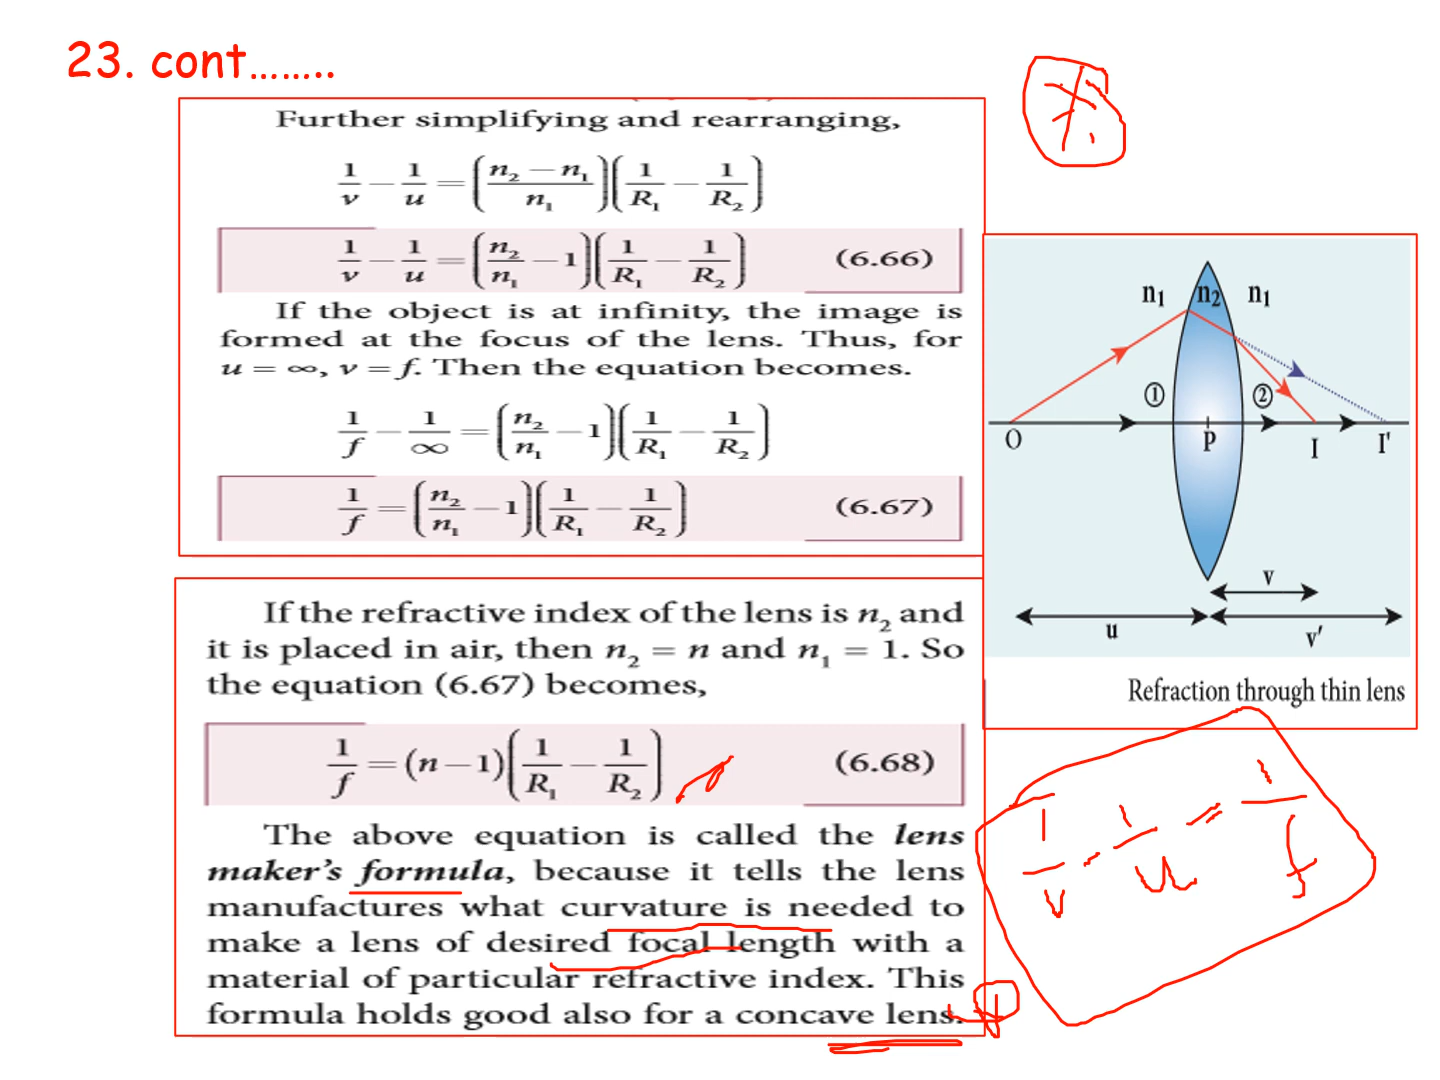 23. cont........
Further simplifying and rearranging,
1/v − 1/u = ((n₂ − n₁)/n₁)(1/R₁ − 1/R₂)
1/v − 1/u = (n₂/n₁ − 1)(1/R₁ − 1/R₂) (6.66)
If the object is at infinity, the image is
formed at the focus of the lens. Thus, for
u = ∞, v = f. Then the equation becomes.
1/f − 1/∞ = (n₂/n₁ − 1)(1/R₁ − 1/R₂)
1/f = (n₂/n₁ − 1)(1/R₁ − 1/R₂) (6.67)
If the refractive index of the lens is n₂ and
it is placed in air, then n₂ = n and n₁ = 1. So
the equation (6.67) becomes,
1/f = (n − 1)(1/R₁ − 1/R₂) (6.68)
The above equation is called the lens
maker's formula, because it tells the lens
manufactures what curvature is needed to
make a lens of desired focal length with a
material of particular refractive index. This
formula holds good also for a concave lens.
n₁ n₂ n₁
① ②
O P I I'
v
u v'
Refraction through thin lens
1/v - 1/u = 1/f